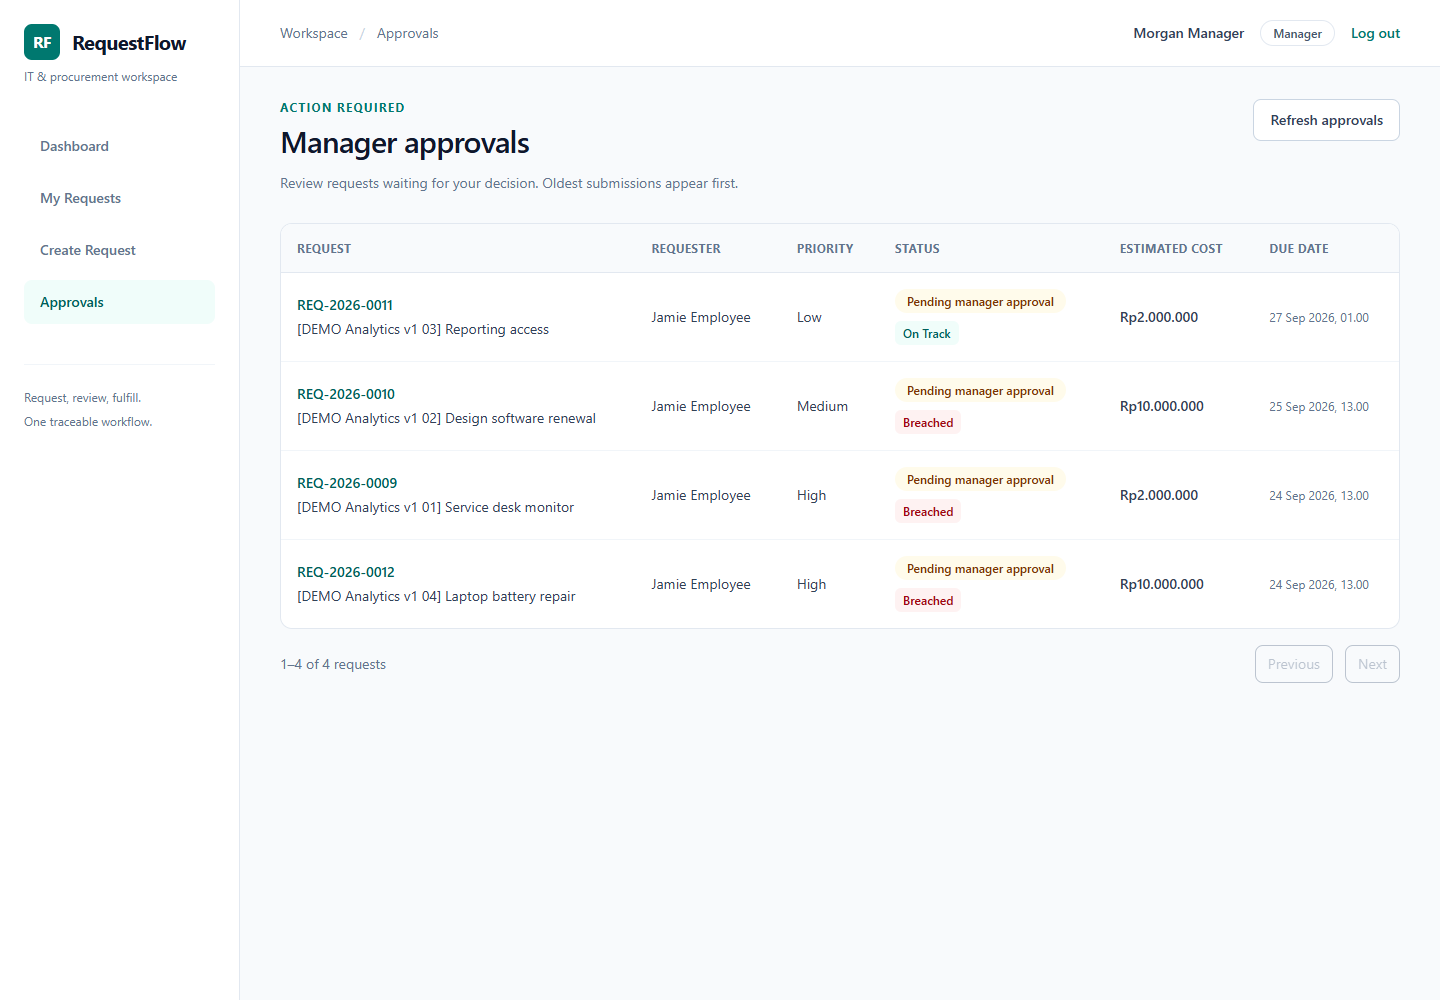 RF RequestFlow
IT & procurement workspace
Dashboard
My Requests
Create Request
Approvals
Request, review, fulfill.
One traceable workflow.
Workspace / Approvals
Morgan Manager Manager Log out
ACTION REQUIRED
Manager approvals
Review requests waiting for your decision. Oldest submissions appear first.
Refresh approvals
REQUEST REQUESTER PRIORITY STATUS ESTIMATED COST DUE DATE
REQ-2026-0011
[DEMO Analytics v1 03] Reporting access
Jamie Employee
Low
Pending manager approval
On Track
Rp2.000.000
27 Sep 2026, 01.00
REQ-2026-0010
[DEMO Analytics v1 02] Design software renewal
Jamie Employee
Medium
Pending manager approval
Breached
Rp10.000.000
25 Sep 2026, 13.00
REQ-2026-0009
[DEMO Analytics v1 01] Service desk monitor
Jamie Employee
High
Pending manager approval
Breached
Rp2.000.000
24 Sep 2026, 13.00
REQ-2026-0012
[DEMO Analytics v1 04] Laptop battery repair
Jamie Employee
High
Pending manager approval
Breached
Rp10.000.000
24 Sep 2026, 13.00
1–4 of 4 requests
Previous Next